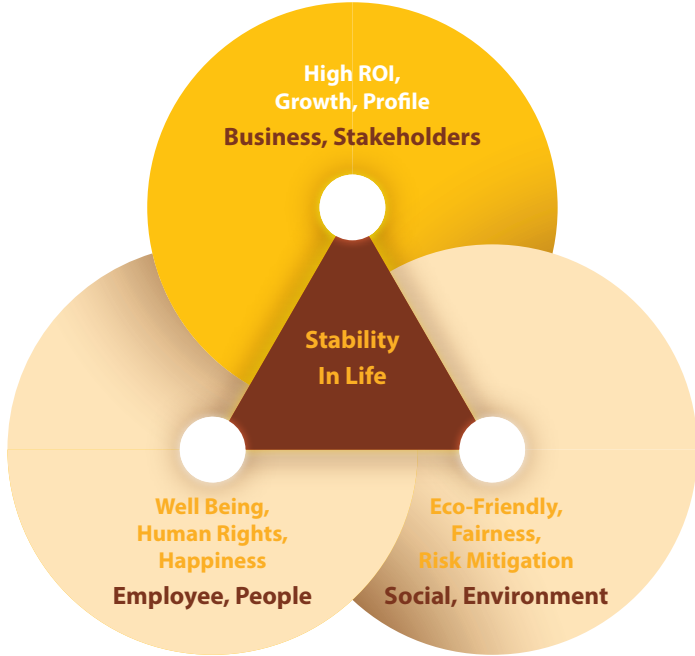 High ROI,
Growth, Profile
Business, Stakeholders
Stability
In Life
Well Being,
Human Rights,
Happiness
Employee, People
Eco-Friendly,
Fairness,
Risk Mitigation
Social, Environment